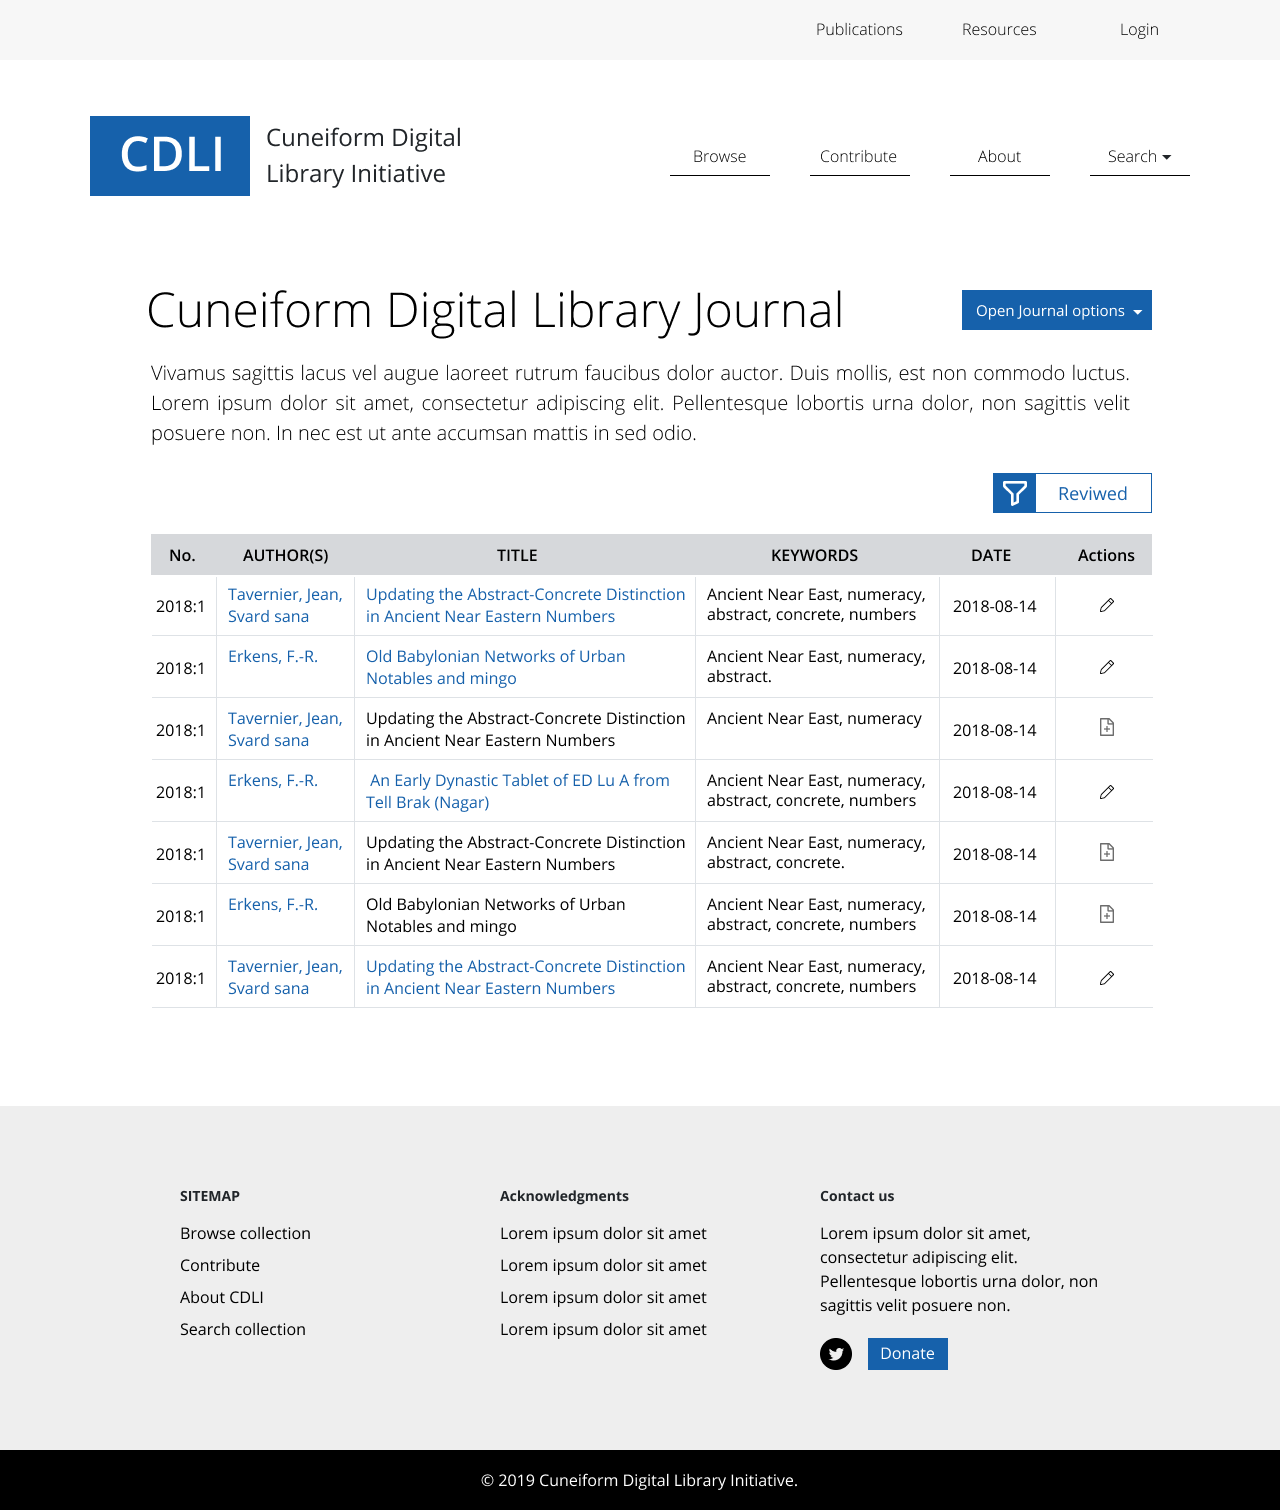 Publications Resources Login
CDLI
Cuneiform Digital
Library Initiative
Browse Contribute About Search
Cuneiform Digital Library Journal
Open Journal options
Vivamus sagittis lacus vel augue laoreet rutrum faucibus dolor auctor. Duis mollis, est non commodo luctus.
Lorem ipsum dolor sit amet, consectetur adipiscing elit. Pellentesque lobortis urna dolor, non sagittis velit
posuere non. In nec est ut ante accumsan mattis in sed odio.
Reviwed
No. AUTHOR(S) TITLE KEYWORDS DATE Actions
2018:1
Tavernier, Jean,
Svard sana
Updating the Abstract-Concrete Distinction
in Ancient Near Eastern Numbers
Ancient Near East, numeracy,
abstract, concrete, numbers
2018-08-14
2018:1
Erkens, F.-R.
Old Babylonian Networks of Urban
Notables and mingo
Ancient Near East, numeracy,
abstract.
2018-08-14
2018:1
Tavernier, Jean,
Svard sana
Updating the Abstract-Concrete Distinction
in Ancient Near Eastern Numbers
Ancient Near East, numeracy
2018-08-14
2018:1
Erkens, F.-R.
An Early Dynastic Tablet of ED Lu A from
Tell Brak (Nagar)
Ancient Near East, numeracy,
abstract, concrete, numbers
2018-08-14
2018:1
Tavernier, Jean,
Svard sana
Updating the Abstract-Concrete Distinction
in Ancient Near Eastern Numbers
Ancient Near East, numeracy,
abstract, concrete.
2018-08-14
2018:1
Erkens, F.-R.
Old Babylonian Networks of Urban
Notables and mingo
Ancient Near East, numeracy,
abstract, concrete, numbers
2018-08-14
2018:1
Tavernier, Jean,
Svard sana
Updating the Abstract-Concrete Distinction
in Ancient Near Eastern Numbers
Ancient Near East, numeracy,
abstract, concrete, numbers
2018-08-14
SITEMAP
Browse collection
Contribute
About CDLI
Search collection
Acknowledgments
Lorem ipsum dolor sit amet
Lorem ipsum dolor sit amet
Lorem ipsum dolor sit amet
Lorem ipsum dolor sit amet
Contact us
Lorem ipsum dolor sit amet,
consectetur adipiscing elit.
Pellentesque lobortis urna dolor, non
sagittis velit posuere non.
Donate
© 2019 Cuneiform Digital Library Initiative.